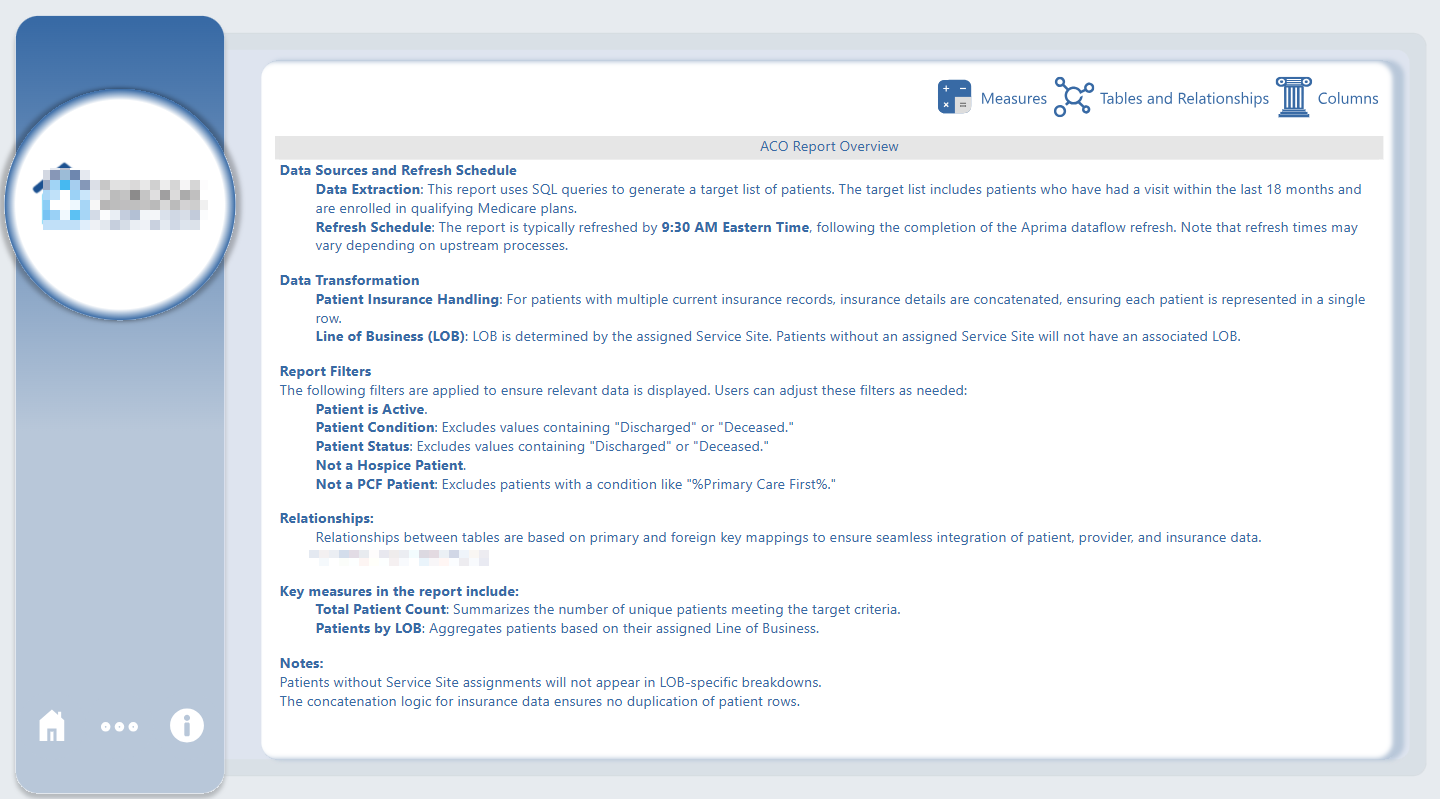 Measures Tables and Relationships Columns
ACO Report Overview
Data Sources and Refresh Schedule
Data Extraction: This report uses SQL queries to generate a target list of patients. The target list includes patients who have had a visit within the last 18 months and
are enrolled in qualifying Medicare plans.
Refresh Schedule: The report is typically refreshed by 9:30 AM Eastern Time, following the completion of the Aprima dataflow refresh. Note that refresh times may
vary depending on upstream processes.
Data Transformation
Patient Insurance Handling: For patients with multiple current insurance records, insurance details are concatenated, ensuring each patient is represented in a single
row.
Line of Business (LOB): LOB is determined by the assigned Service Site. Patients without an assigned Service Site will not have an associated LOB.
Report Filters
The following filters are applied to ensure relevant data is displayed. Users can adjust these filters as needed:
Patient is Active.
Patient Condition: Excludes values containing "Discharged" or "Deceased."
Patient Status: Excludes values containing "Discharged" or "Deceased."
Not a Hospice Patient.
Not a PCF Patient: Excludes patients with a condition like "%Primary Care First%."
Relationships:
Relationships between tables are based on primary and foreign key mappings to ensure seamless integration of patient, provider, and insurance data.
Key measures in the report include:
Total Patient Count: Summarizes the number of unique patients meeting the target criteria.
Patients by LOB: Aggregates patients based on their assigned Line of Business.
Notes:
Patients without Service Site assignments will not appear in LOB-specific breakdowns.
The concatenation logic for insurance data ensures no duplication of patient rows.